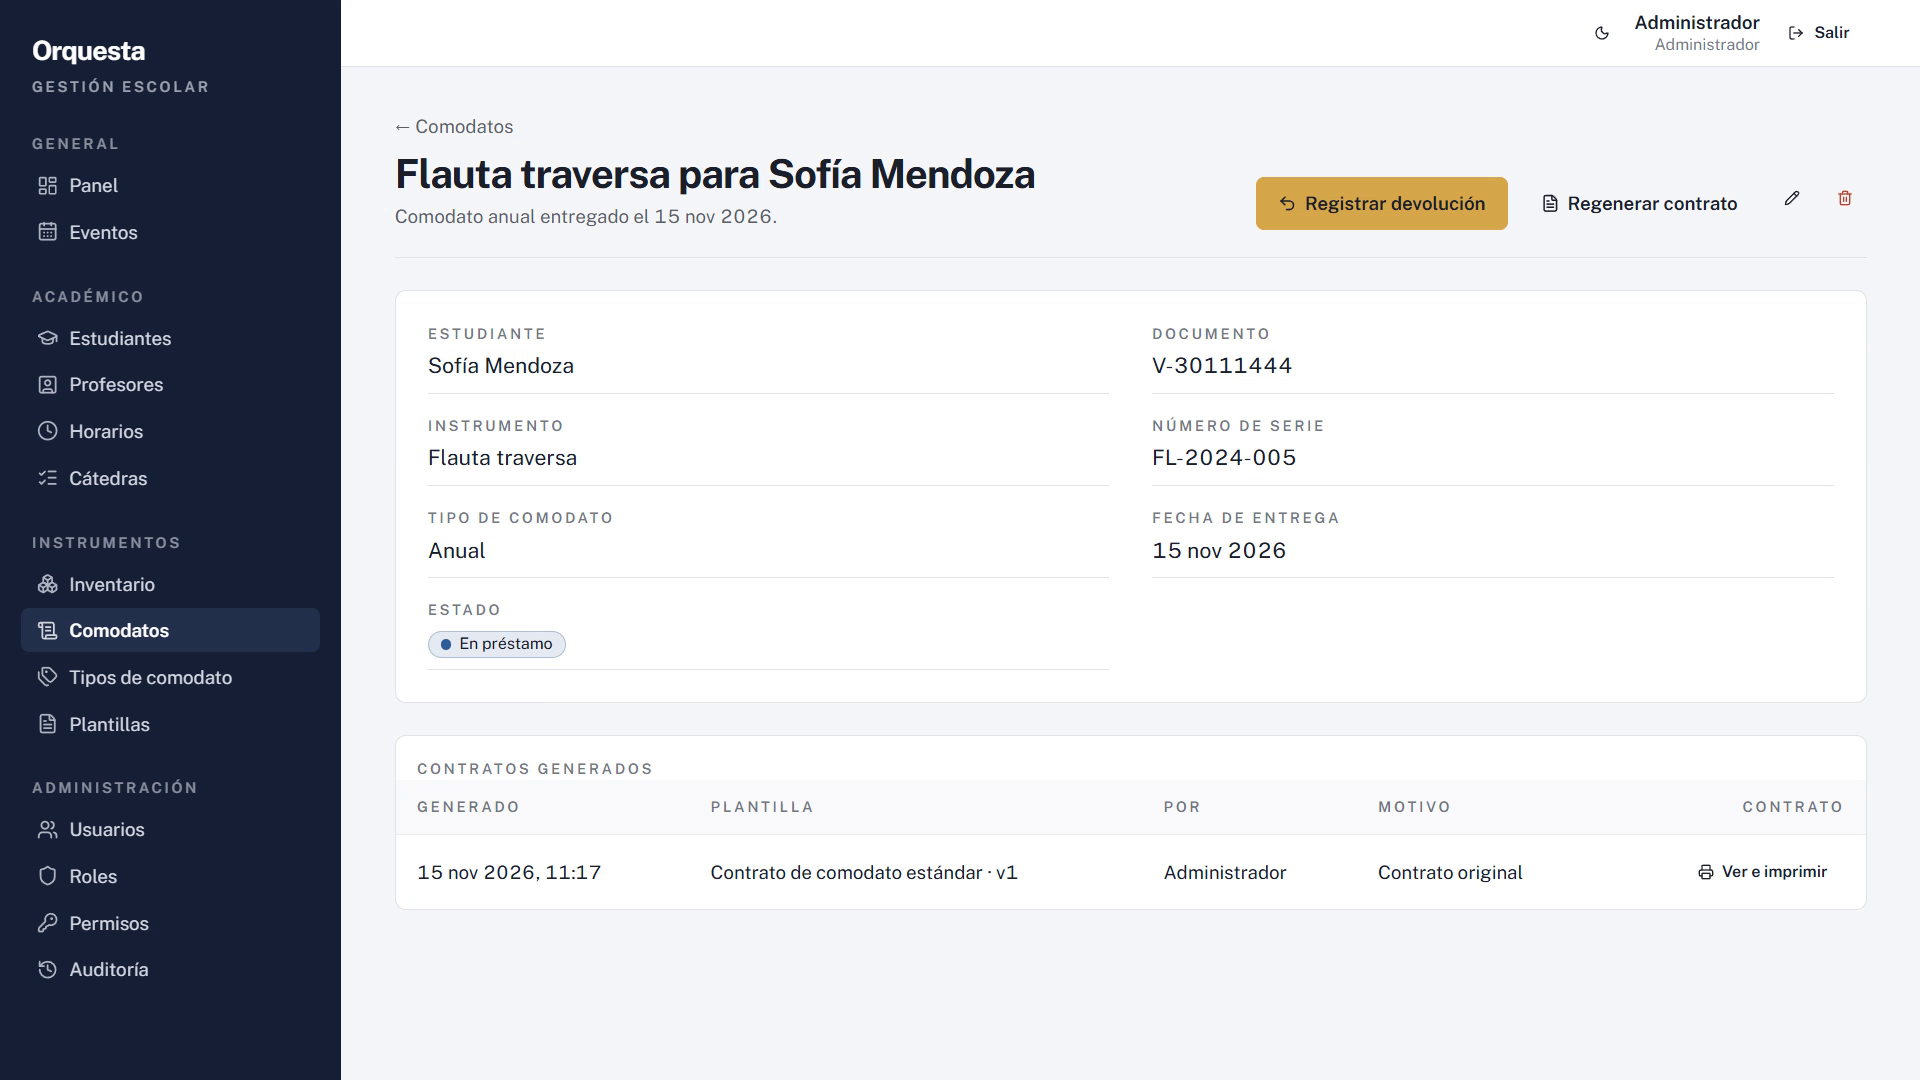 Orquesta
GESTIÓN ESCOLAR
GENERAL
Panel
Eventos
ACADÉMICO
Estudiantes
Profesores
Horarios
Cátedras
INSTRUMENTOS
Inventario
Comodatos
Tipos de comodato
Plantillas
ADMINISTRACIÓN
Usuarios
Roles
Permisos
Auditoría
Administrador
Administrador
Salir
← Comodatos
Flauta traversa para Sofía Mendoza
Comodato anual entregado el 15 nov 2026.
Registrar devolución
Regenerar contrato
ESTUDIANTE
Sofía Mendoza
DOCUMENTO
V-30111444
INSTRUMENTO
Flauta traversa
NÚMERO DE SERIE
FL-2024-005
TIPO DE COMODATO
Anual
FECHA DE ENTREGA
15 nov 2026
ESTADO
En préstamo
CONTRATOS GENERADOS
GENERADO PLANTILLA POR MOTIVO CONTRATO
15 nov 2026, 11:17 Contrato de comodato estándar · v1 Administrador Contrato original Ver e imprimir